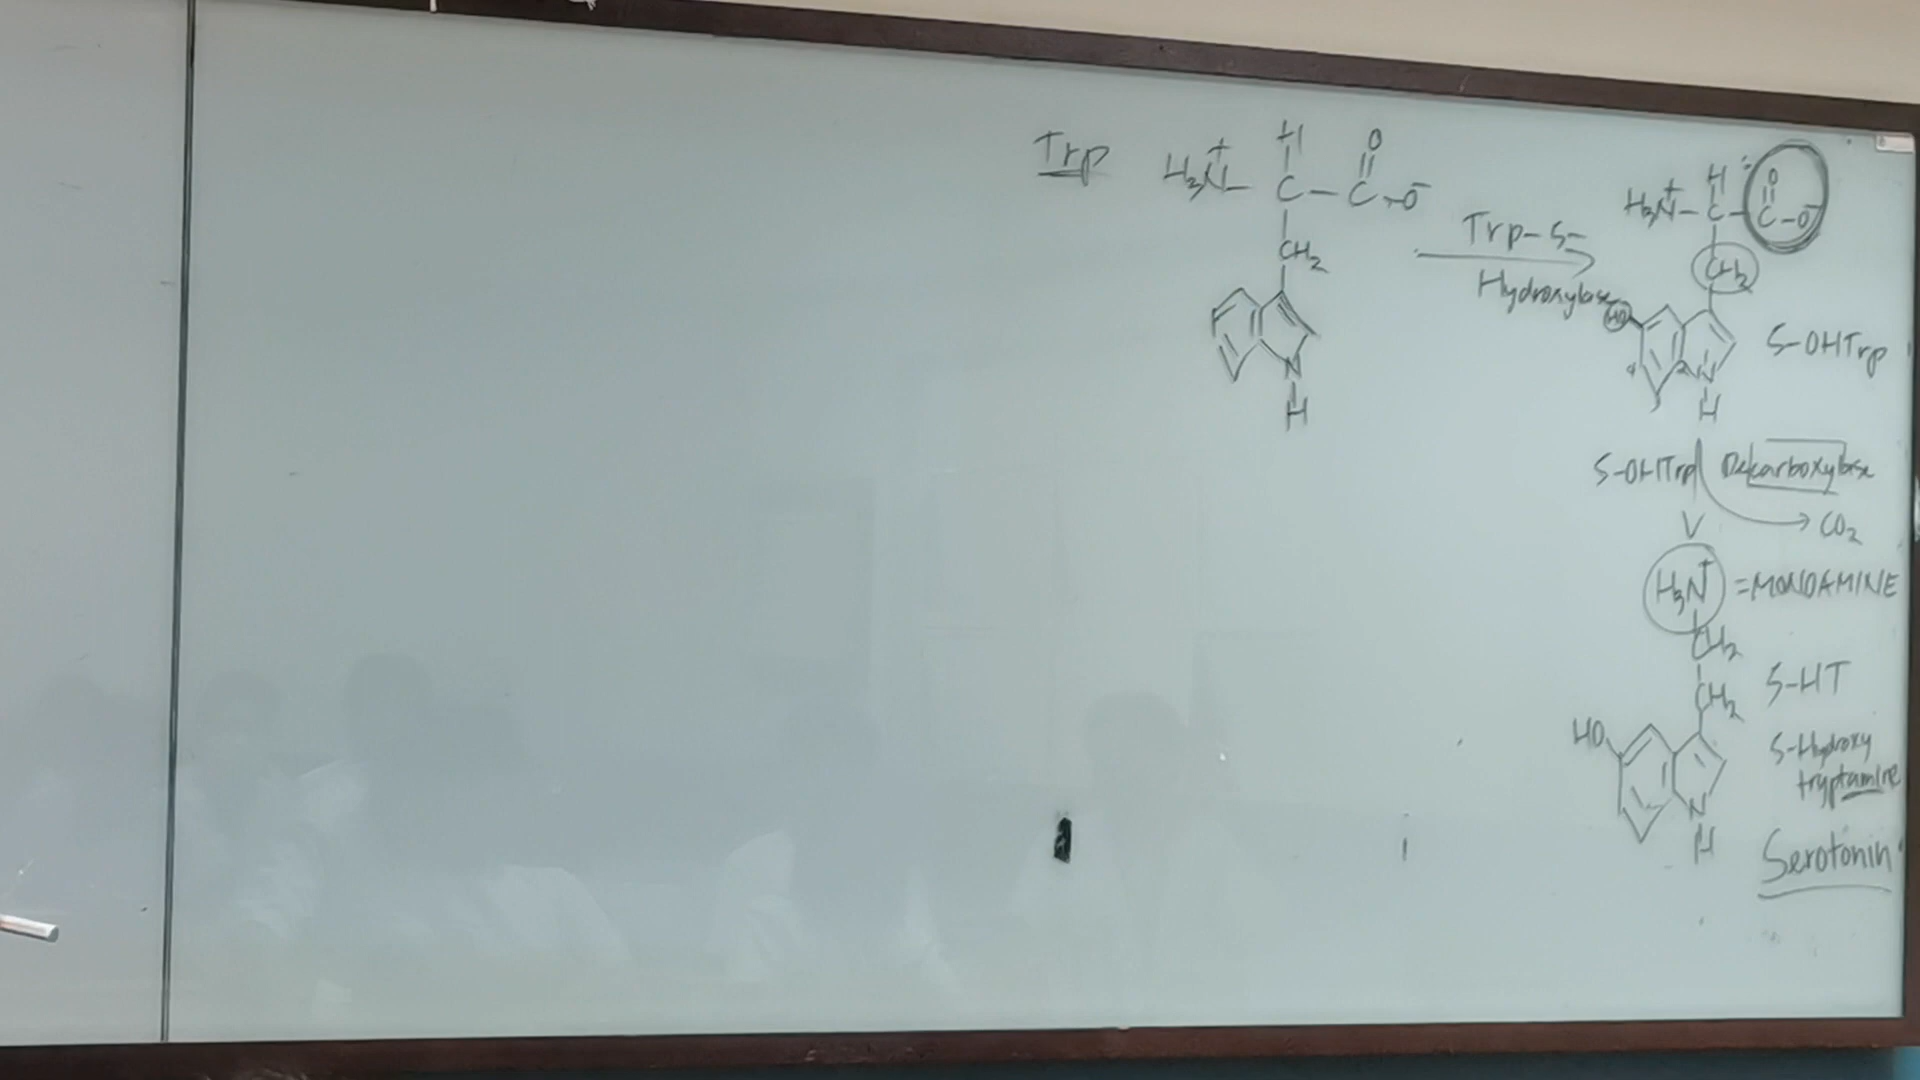 Trp
H
O
H₃N⁺ – C – C – O⁻
CH₂
N
H
Trp-5-
Hydroxylase
H
O
H₃N⁺ – C – C – O⁻
CH₂
HO
N
H
5-OHTrp
5-OHTrp Decarboxylase
CO₂
H₃N⁺ = MONOAMINE
CH₂
CH₂
5-HT
HO
N
H
5-Hydroxy
tryptamine
Serotonin